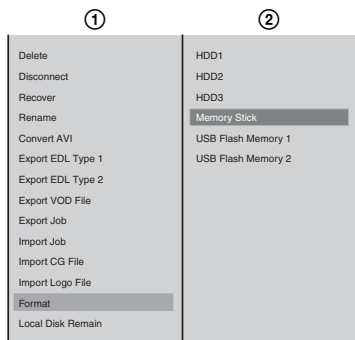 1
2
Delete
Disconnect
Recover
Rename
Convert AVI
Export EDL Type 1
Export EDL Type 2
Export VOD File
Export Job
Import Job
Import CG File
Import Logo File
Format
Local Disk Remain
HDD1
HDD2
HDD3
Memory Stick
USB Flash Memory 1
USB Flash Memory 2